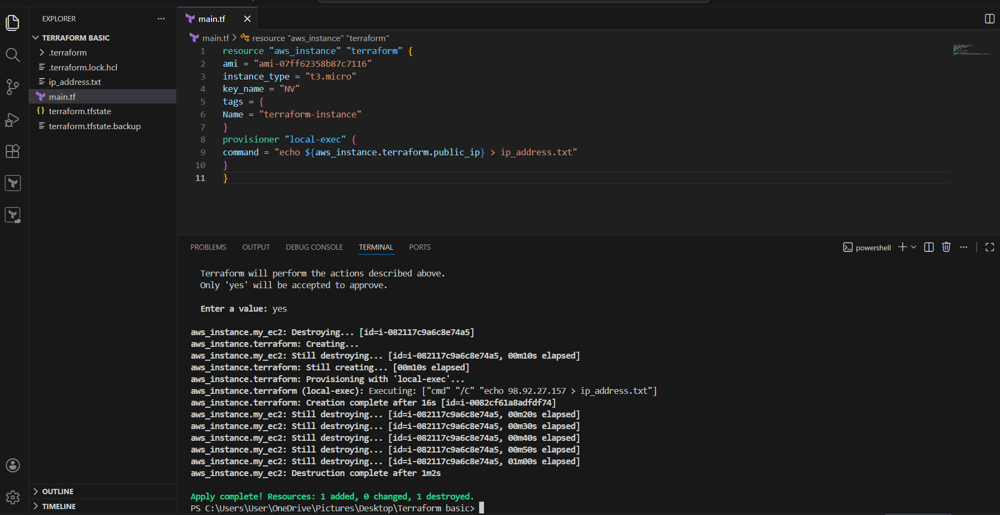 EXPLORER
TERRAFORM BASIC
.terraform
.terraform.lock.hcl
ip_address.txt
main.tf
terraform.tfstate
terraform.tfstate.backup
OUTLINE
TIMELINE
main.tf
main.tf > resource "aws_instance" "terraform"
1 resource "aws_instance" "terraform" {
2 ami = "ami-07ff62358b87c7116"
3 instance_type = "t3.micro"
4 key_name = "NV"
5 tags = {
6 Name = "terraform-instance"
7 }
8 provisioner "local-exec" {
9 command = "echo ${aws_instance.terraform.public_ip} > ip_address.txt"
10 }
11 }
PROBLEMS OUTPUT DEBUG CONSOLE TERMINAL PORTS powershell
Terraform will perform the actions described above.
Only 'yes' will be accepted to approve.
Enter a value: yes
aws_instance.my_ec2: Destroying... [id=i-082117c9a6c8e74a5]
aws_instance.terraform: Creating...
aws_instance.my_ec2: Still destroying... [id=i-082117c9a6c8e74a5, 00m10s elapsed]
aws_instance.terraform: Still creating... [00m10s elapsed]
aws_instance.terraform: Provisioning with 'local-exec'...
aws_instance.terraform (local-exec): Executing: ["cmd" "/C" "echo 98.92.27.157 > ip_address.txt"]
aws_instance.terraform: Creation complete after 16s [id=i-0082cf61a8adfdf74]
aws_instance.my_ec2: Still destroying... [id=i-082117c9a6c8e74a5, 00m20s elapsed]
aws_instance.my_ec2: Still destroying... [id=i-082117c9a6c8e74a5, 00m30s elapsed]
aws_instance.my_ec2: Still destroying... [id=i-082117c9a6c8e74a5, 00m40s elapsed]
aws_instance.my_ec2: Still destroying... [id=i-082117c9a6c8e74a5, 00m50s elapsed]
aws_instance.my_ec2: Still destroying... [id=i-082117c9a6c8e74a5, 01m00s elapsed]
aws_instance.my_ec2: Destruction complete after 1m2s
Apply complete! Resources: 1 added, 0 changed, 1 destroyed.
PS C:\Users\User\OneDrive\Pictures\Desktop\Terraform basic>